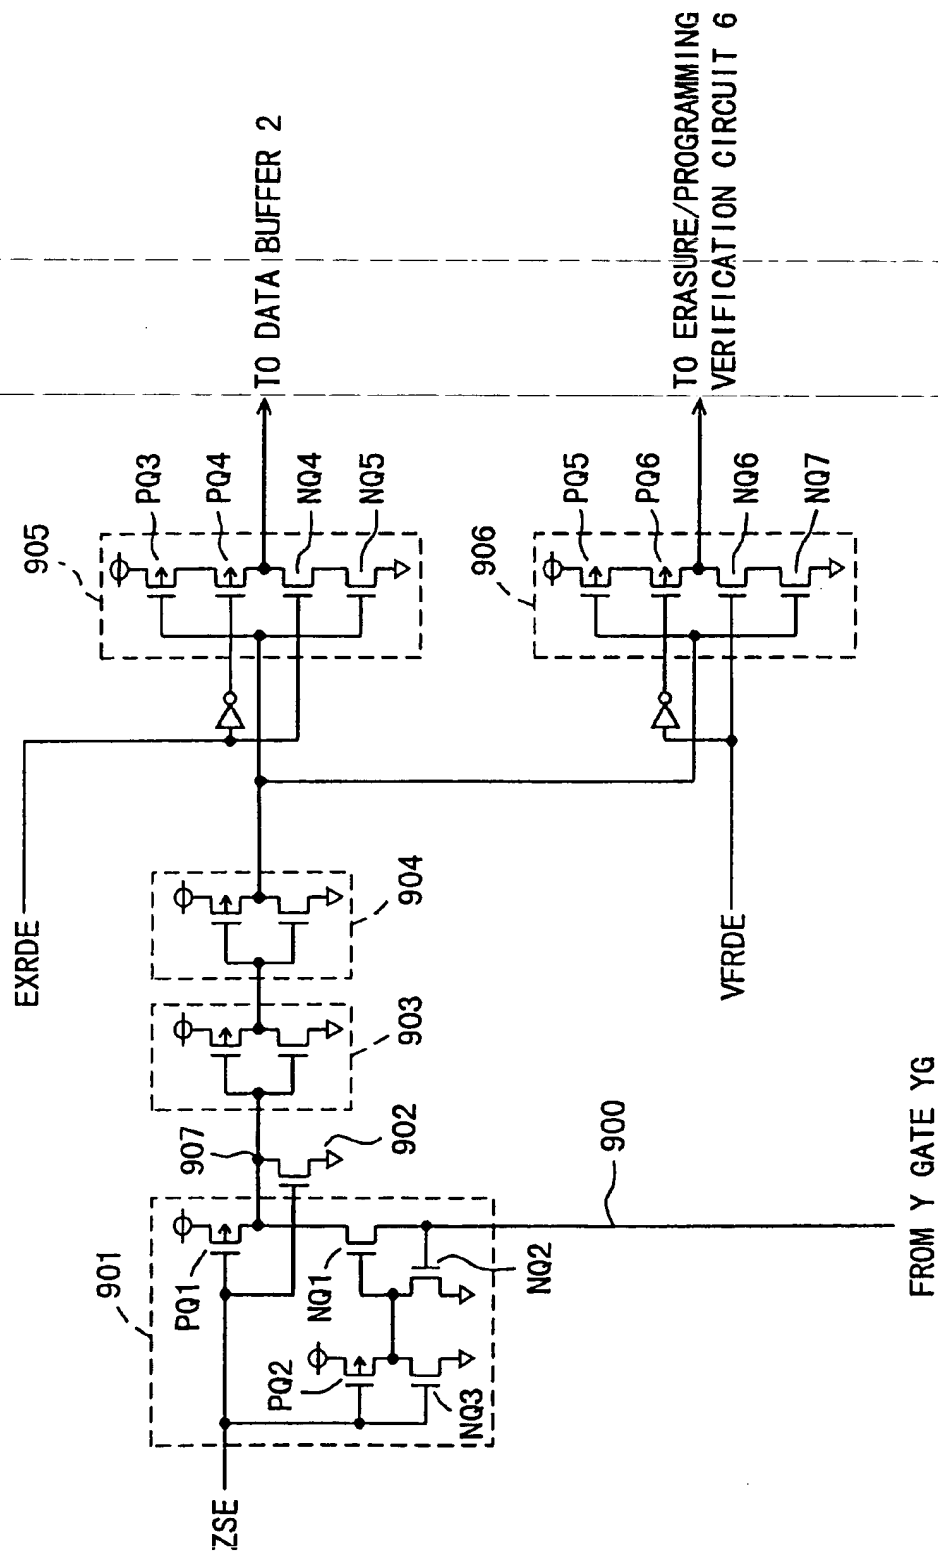 EXRDE
905
PQ3
PQ4
NQ4
NQ5
TO DATA BUFFER 2
901
PQ1
PQ2
NQ1
NQ3
NQ2
907
902
903
904
ZSE
906
PQ5
PQ6
NQ6
NQ7
TO ERASURE/PROGRAMMING
VERIFICATION CIRCUIT 6
VFRDE
900
FROM Y GATE YG